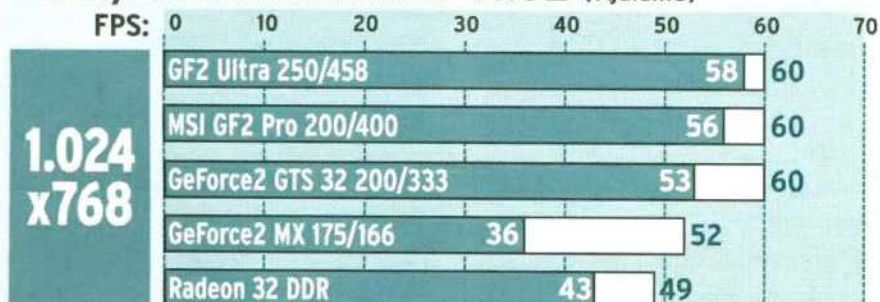 FPS: 0 10 20 30 40 50 60 70
1.024
x768
GF2 Ultra 250/458 58 60
MSI GF2 Pro 200/400 56 60
GeForce2 GTS 32 200/333 53 60
GeForce2 MX 175/166 36 52
Radeon 32 DDR 43 49